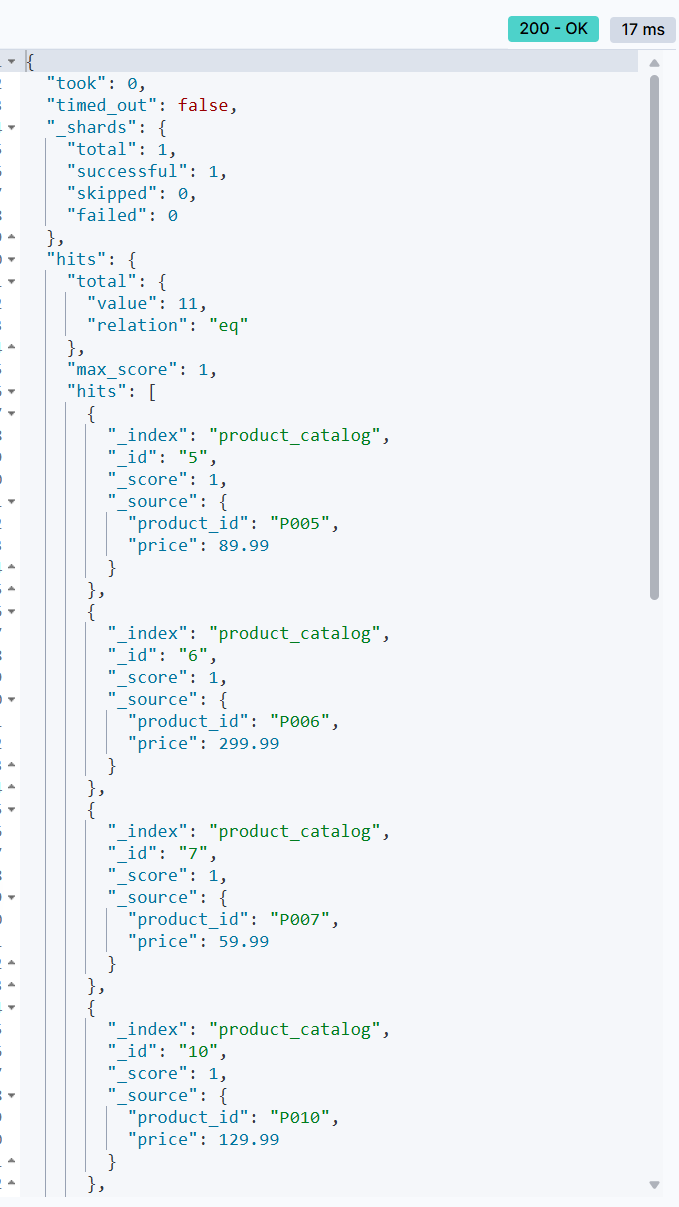 200 - OK 17 ms
{
"took": 0,
"timed_out": false,
"_shards": {
"total": 1,
"successful": 1,
"skipped": 0,
"failed": 0
},
"hits": {
"total": {
"value": 11,
"relation": "eq"
},
"max_score": 1,
"hits": [
{
"_index": "product_catalog",
"_id": "5",
"_score": 1,
"_source": {
"product_id": "P005",
"price": 89.99
}
},
{
"_index": "product_catalog",
"_id": "6",
"_score": 1,
"_source": {
"product_id": "P006",
"price": 299.99
}
},
{
"_index": "product_catalog",
"_id": "7",
"_score": 1,
"_source": {
"product_id": "P007",
"price": 59.99
}
},
{
"_index": "product_catalog",
"_id": "10",
"_score": 1,
"_source": {
"product_id": "P010",
"price": 129.99
}
},